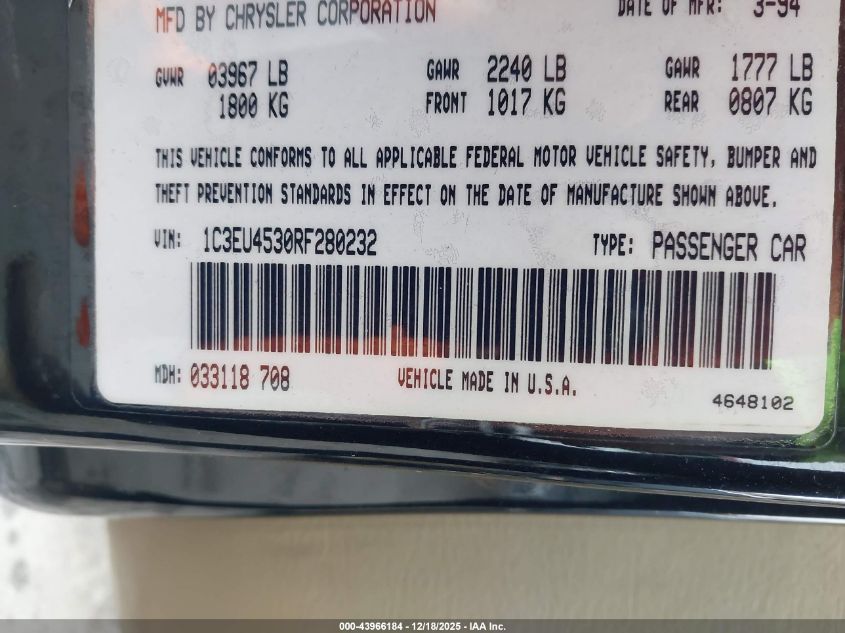 MFD BY CHRYSLER CORPORATION DATE OF MFR: 3-94
GVWR 03967 LB GAWR 2240 LB GAWR 1777 LB
1800 KG FRONT 1017 KG REAR 0807 KG
THIS VEHICLE CONFORMS TO ALL APPLICABLE FEDERAL MOTOR VEHICLE SAFETY, BUMPER AND
THEFT PREVENTION STANDARDS IN EFFECT ON THE DATE OF MANUFACTURE SHOWN ABOVE.
VIN: 1C3EU4530RF280232 TYPE: PASSENGER CAR
MDH: 033118 708 VEHICLE MADE IN U.S.A.
4648102
000-43966184 - 12/18/2025 - IAA Inc.